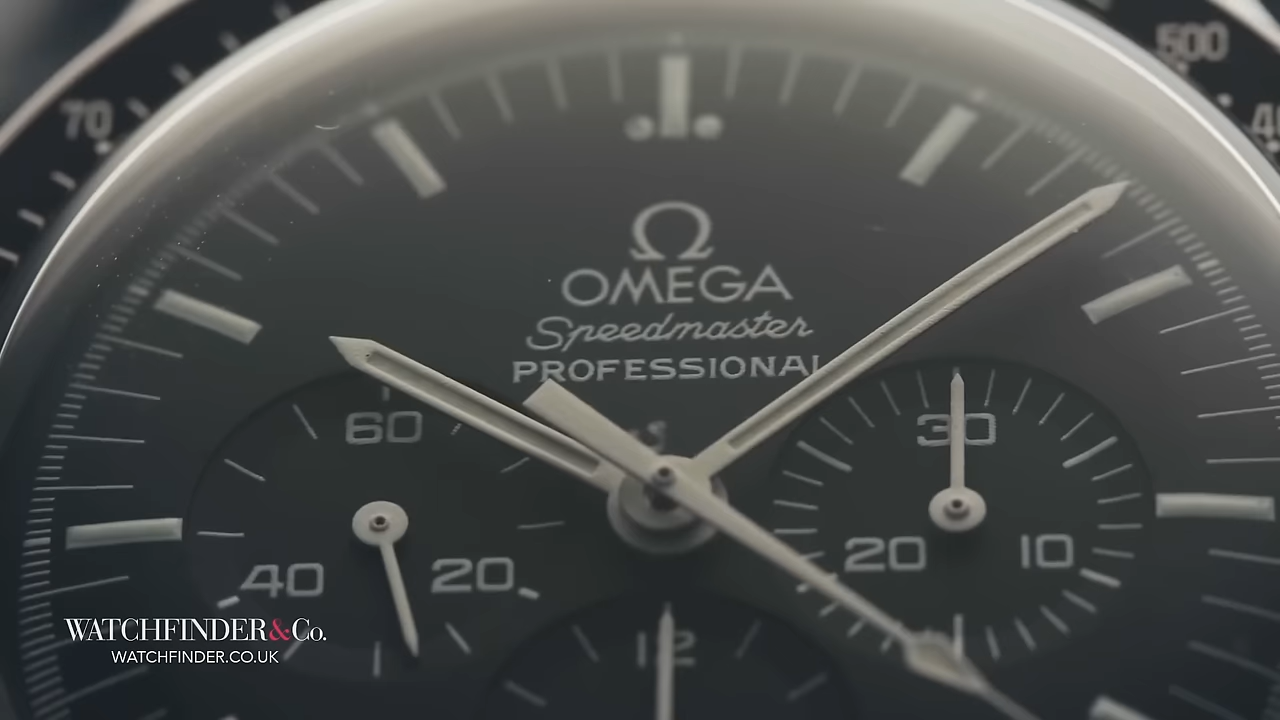 500
70
Ω
OMEGA
Speedmaster
PROFESSIONAL
60
30
40
20
20
10
12
WATCHFINDER&Co.
WATCHFINDER.CO.UK